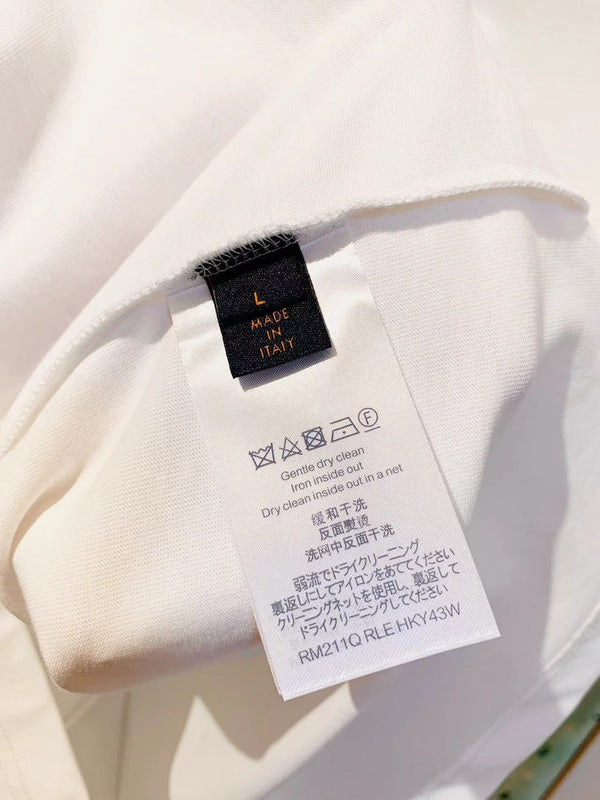 L
MADE
IN
ITALY
F
Gentle dry clean
Iron inside out
Dry clean inside out in a net
缓和干洗
反面熨烫
洗网中反面干洗
弱流でドライクリーニング
裏返しにしてアイロンをあててください
クリーニングネットを使用し、裏返して
ドライクリーニングしてください
RM211Q RLE HKY43W